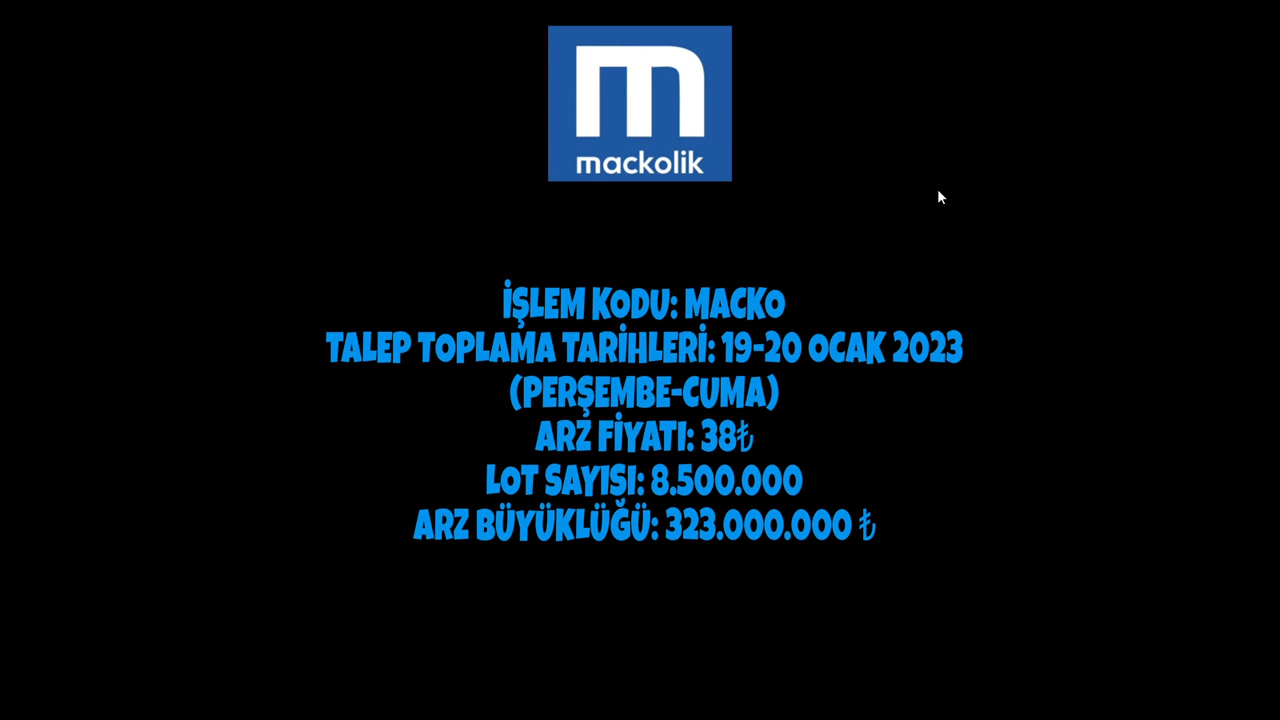 m
mackolik
İŞLEM KODU: MACKO
TALEP TOPLAMA TARİHLERİ: 19-20 OCAK 2023
(PERŞEMBE-CUMA)
ARZ FİYATI: 38₺
LOT SAYISI: 8.500.000
ARZ BÜYÜKLÜĞÜ: 323.000.000 ₺